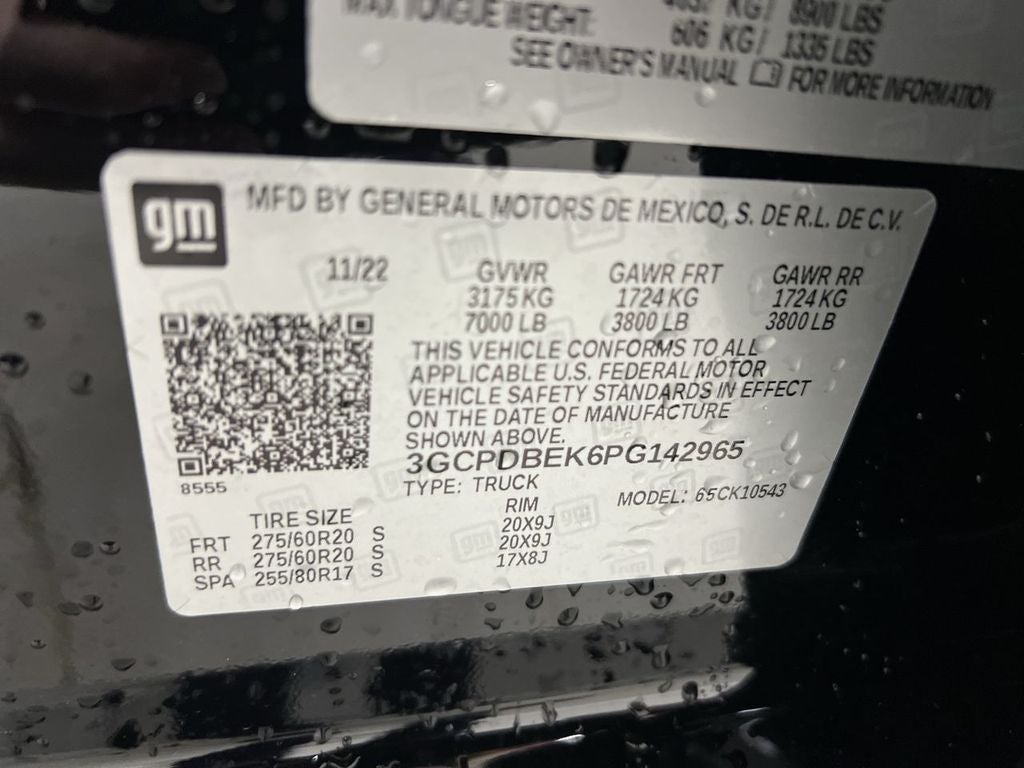 MAX. TONGUE WEIGHT:
KG / 8900 LBS
606 KG / 1335 LBS
SEE OWNER'S MANUAL FOR MORE INFORMATION
gm
MFD BY GENERAL MOTORS DE MEXICO, S. DE R.L. DE C.V.
11/22 GVWR GAWR FRT GAWR RR
3175 KG 1724 KG 1724 KG
7000 LB 3800 LB 3800 LB
THIS VEHICLE CONFORMS TO ALL
APPLICABLE U.S. FEDERAL MOTOR
VEHICLE SAFETY STANDARDS IN EFFECT
ON THE DATE OF MANUFACTURE
SHOWN ABOVE.
3GCPDBEK6PG142965
8555
TYPE: TRUCK
MODEL: 65CK10543
TIRE SIZE RIM
FRT 275/60R20 S 20X9J
RR 275/60R20 S 20X9J
SPA 255/80R17 S 17X8J